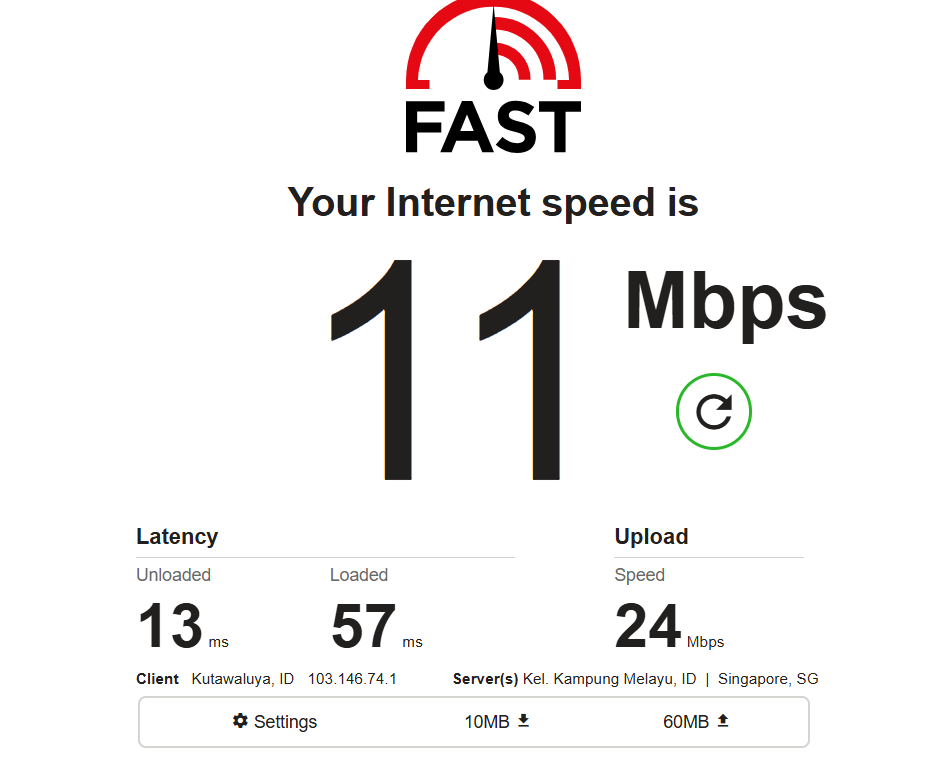 FAST
Your Internet speed is
11 Mbps
Latency Upload
Unloaded Loaded Speed
13 ms 57 ms 24 Mbps
Client Kutawaluya, ID 103.146.74.1 Server(s) Kel. Kampung Melayu, ID | Singapore, SG
Settings 10MB 60MB